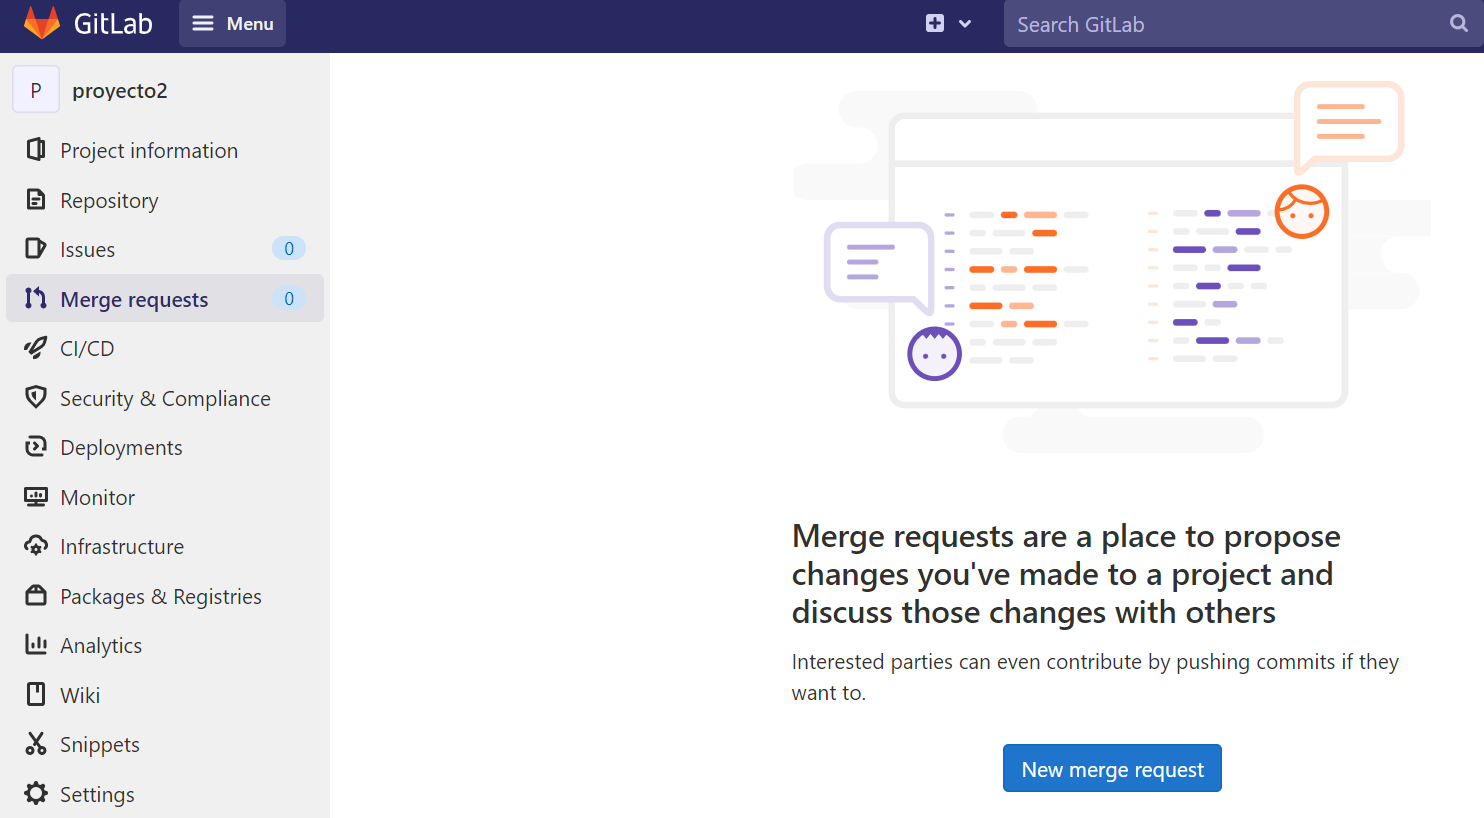 GitLab
Menu
Search GitLab
P
proyecto2
Project information
Repository
Issues 0
Merge requests 0
CI/CD
Security & Compliance
Deployments
Monitor
Infrastructure
Packages & Registries
Analytics
Wiki
Snippets
Settings
Merge requests are a place to propose
changes you've made to a project and
discuss those changes with others
Interested parties can even contribute by pushing commits if they
want to.
New merge request